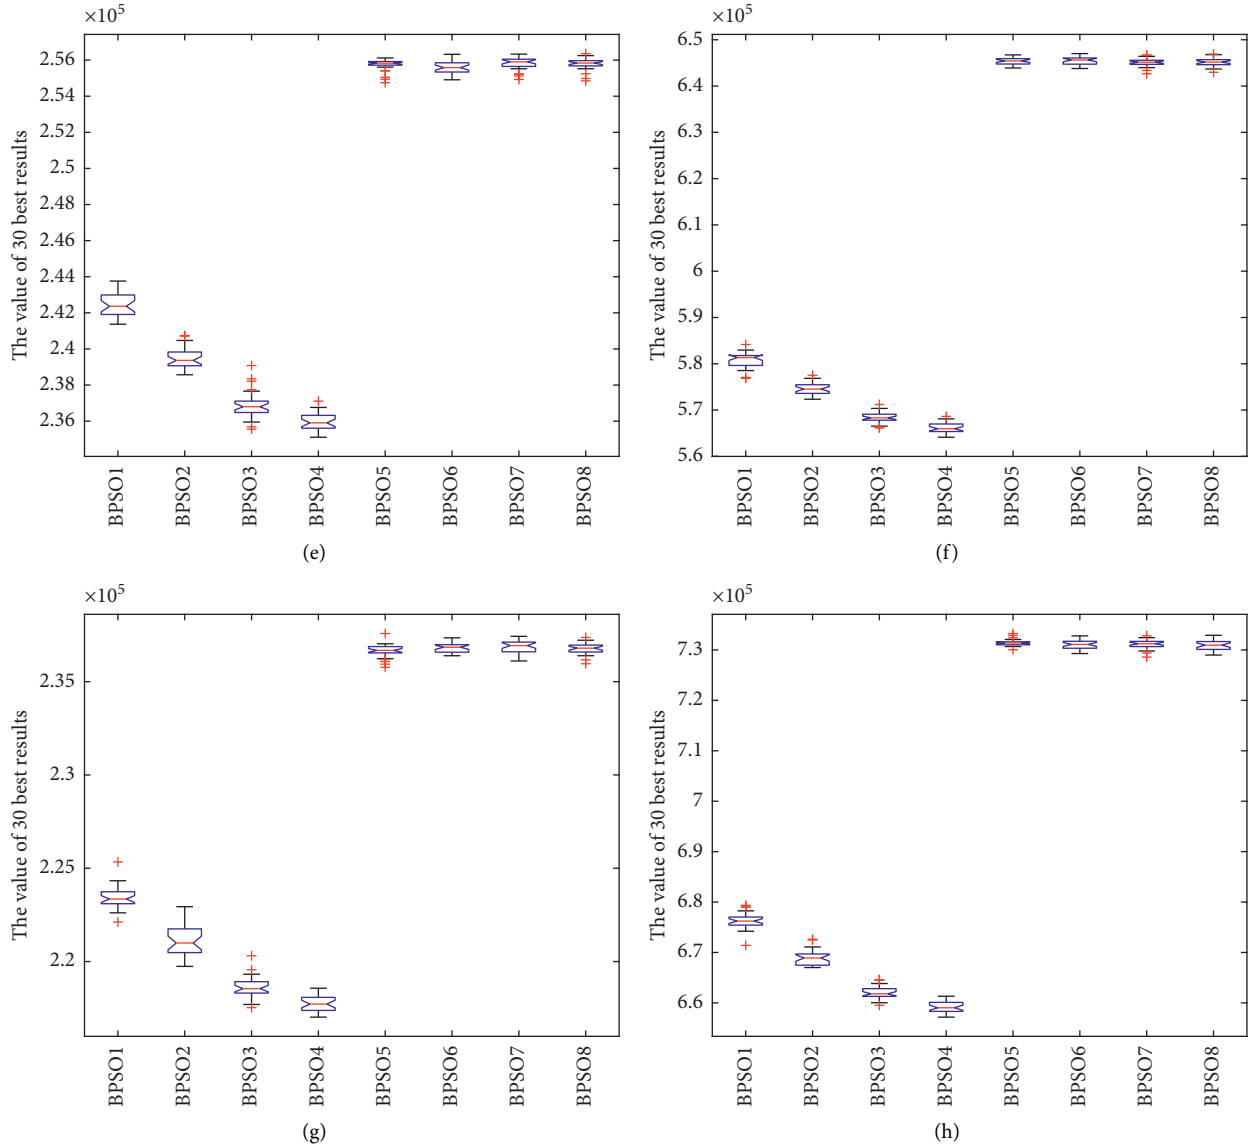 ×10^5
The value of 30 best results
2.56
2.54
2.52
2.5
2.48
2.46
2.44
2.42
2.4
2.38
2.36
BPSO1
BPSO2
BPSO3
BPSO4
BPSO5
BPSO6
BPSO7
BPSO8
(e)
×10^5
The value of 30 best results
6.5
6.4
6.3
6.2
6.1
6
5.9
5.8
5.7
5.6
BPSO1
BPSO2
BPSO3
BPSO4
BPSO5
BPSO6
BPSO7
BPSO8
(f)
×10^5
The value of 30 best results
2.35
2.3
2.25
2.2
BPSO1
BPSO2
BPSO3
BPSO4
BPSO5
BPSO6
BPSO7
BPSO8
(g)
×10^5
The value of 30 best results
7.3
7.2
7.1
7
6.9
6.8
6.7
6.6
BPSO1
BPSO2
BPSO3
BPSO4
BPSO5
BPSO6
BPSO7
BPSO8
(h)